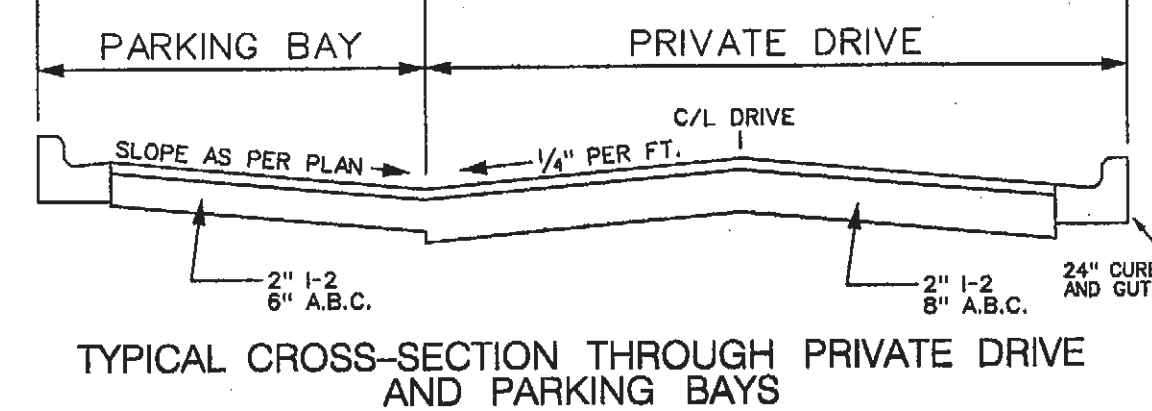 PARKING BAY
PRIVATE DRIVE
C/L DRIVE
SLOPE AS PER PLAN
1/4" PER FT.
2" I-2
6" A.B.C.
2" I-2
8" A.B.C.
24" CURB
AND GUT
TYPICAL CROSS-SECTION THROUGH PRIVATE DRIVE
AND PARKING BAYS